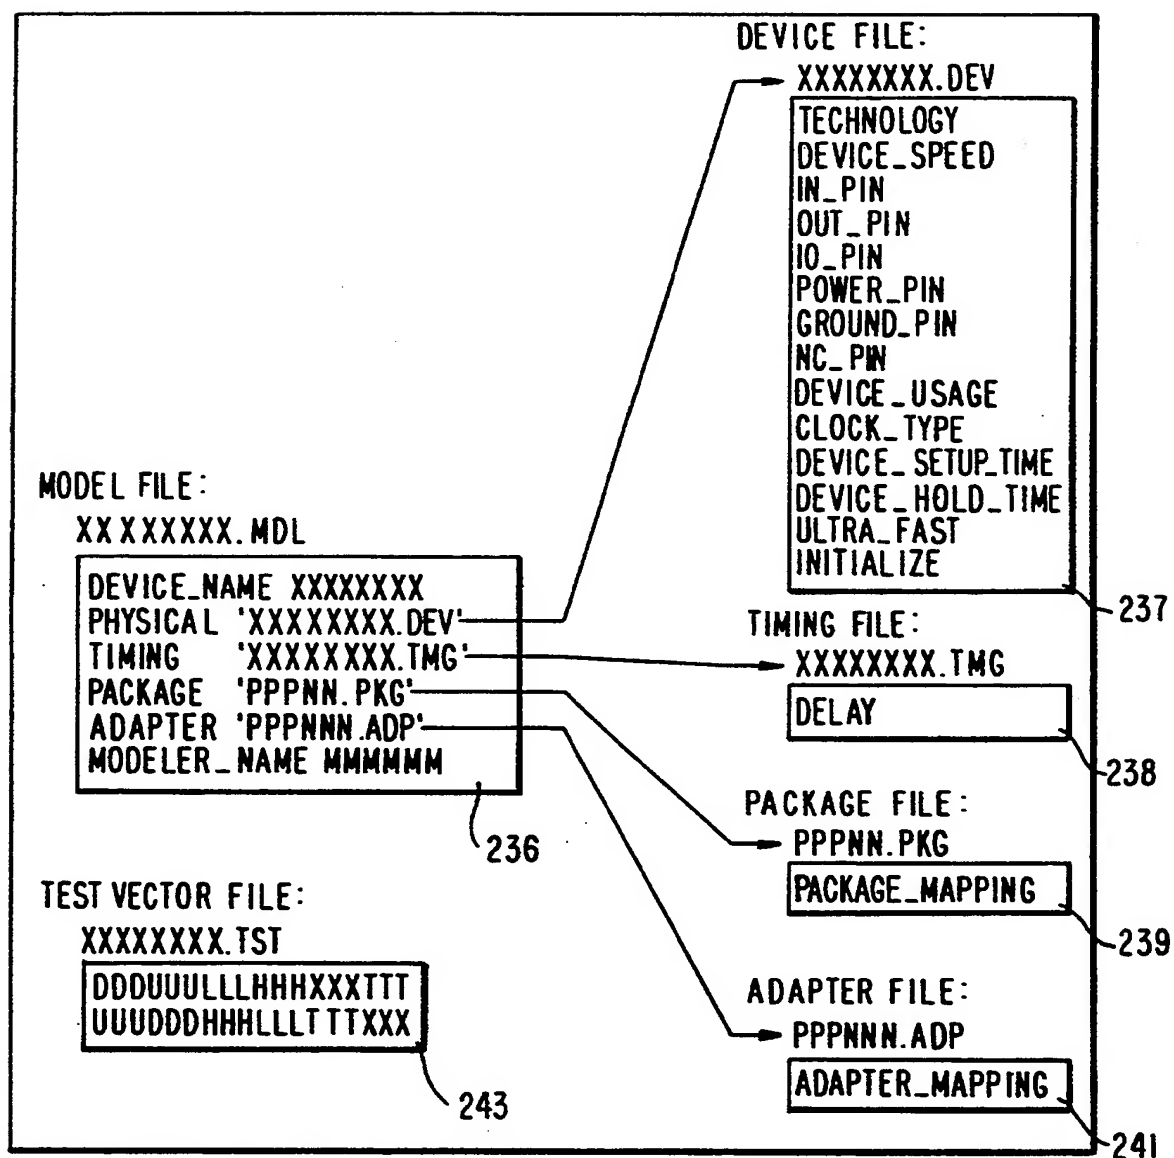 DEVICE FILE:
XXXXXXXX.DEV
TECHNOLOGY
DEVICE_SPEED
IN_PIN
OUT_PIN
IO_PIN
POWER_PIN
GROUND_PIN
NC_PIN
DEVICE_USAGE
CLOCK_TYPE
DEVICE_SETUP_TIME
DEVICE_HOLD_TIME
ULTRA_FAST
INITIALIZE
237
MODEL FILE:
XXXXXXXX.MDL
DEVICE_NAME XXXXXXXX
PHYSICAL 'XXXXXXXX.DEV'
TIMING 'XXXXXXXX.TMG'
PACKAGE 'PPPNN.PKG'
ADAPTER 'PPPNNN.ADP'
MODELER_NAME MMMMMM
236
TIMING FILE:
XXXXXXXX.TMG
DELAY
238
PACKAGE FILE:
PPPNN.PKG
PACKAGE_MAPPING
239
TEST VECTOR FILE:
XXXXXXXX.TST
DDDUUULLLHHHXXXTTT
UUUDDDHHHLLLTTTXXX
243
ADAPTER FILE:
PPPNNN.ADP
ADAPTER_MAPPING
241